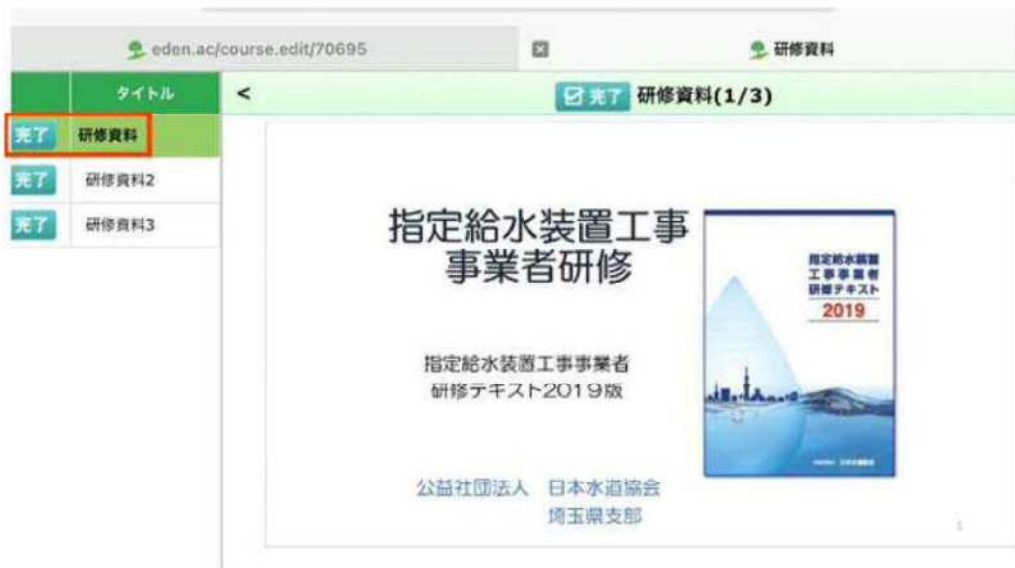 eden.ac/course.edit/70695
研修資料
タイトル
< 完了 研修資料(1/3)
完了 研修資料
完了 研修資料2
完了 研修資料3
指定給水装置工事
事業者研修
指定給水装置工事事業者
研修テキスト2019版
公益社団法人 日本水道協会
埼玉県支部
指定給水装置
工事事業者
研修テキスト
2019
1